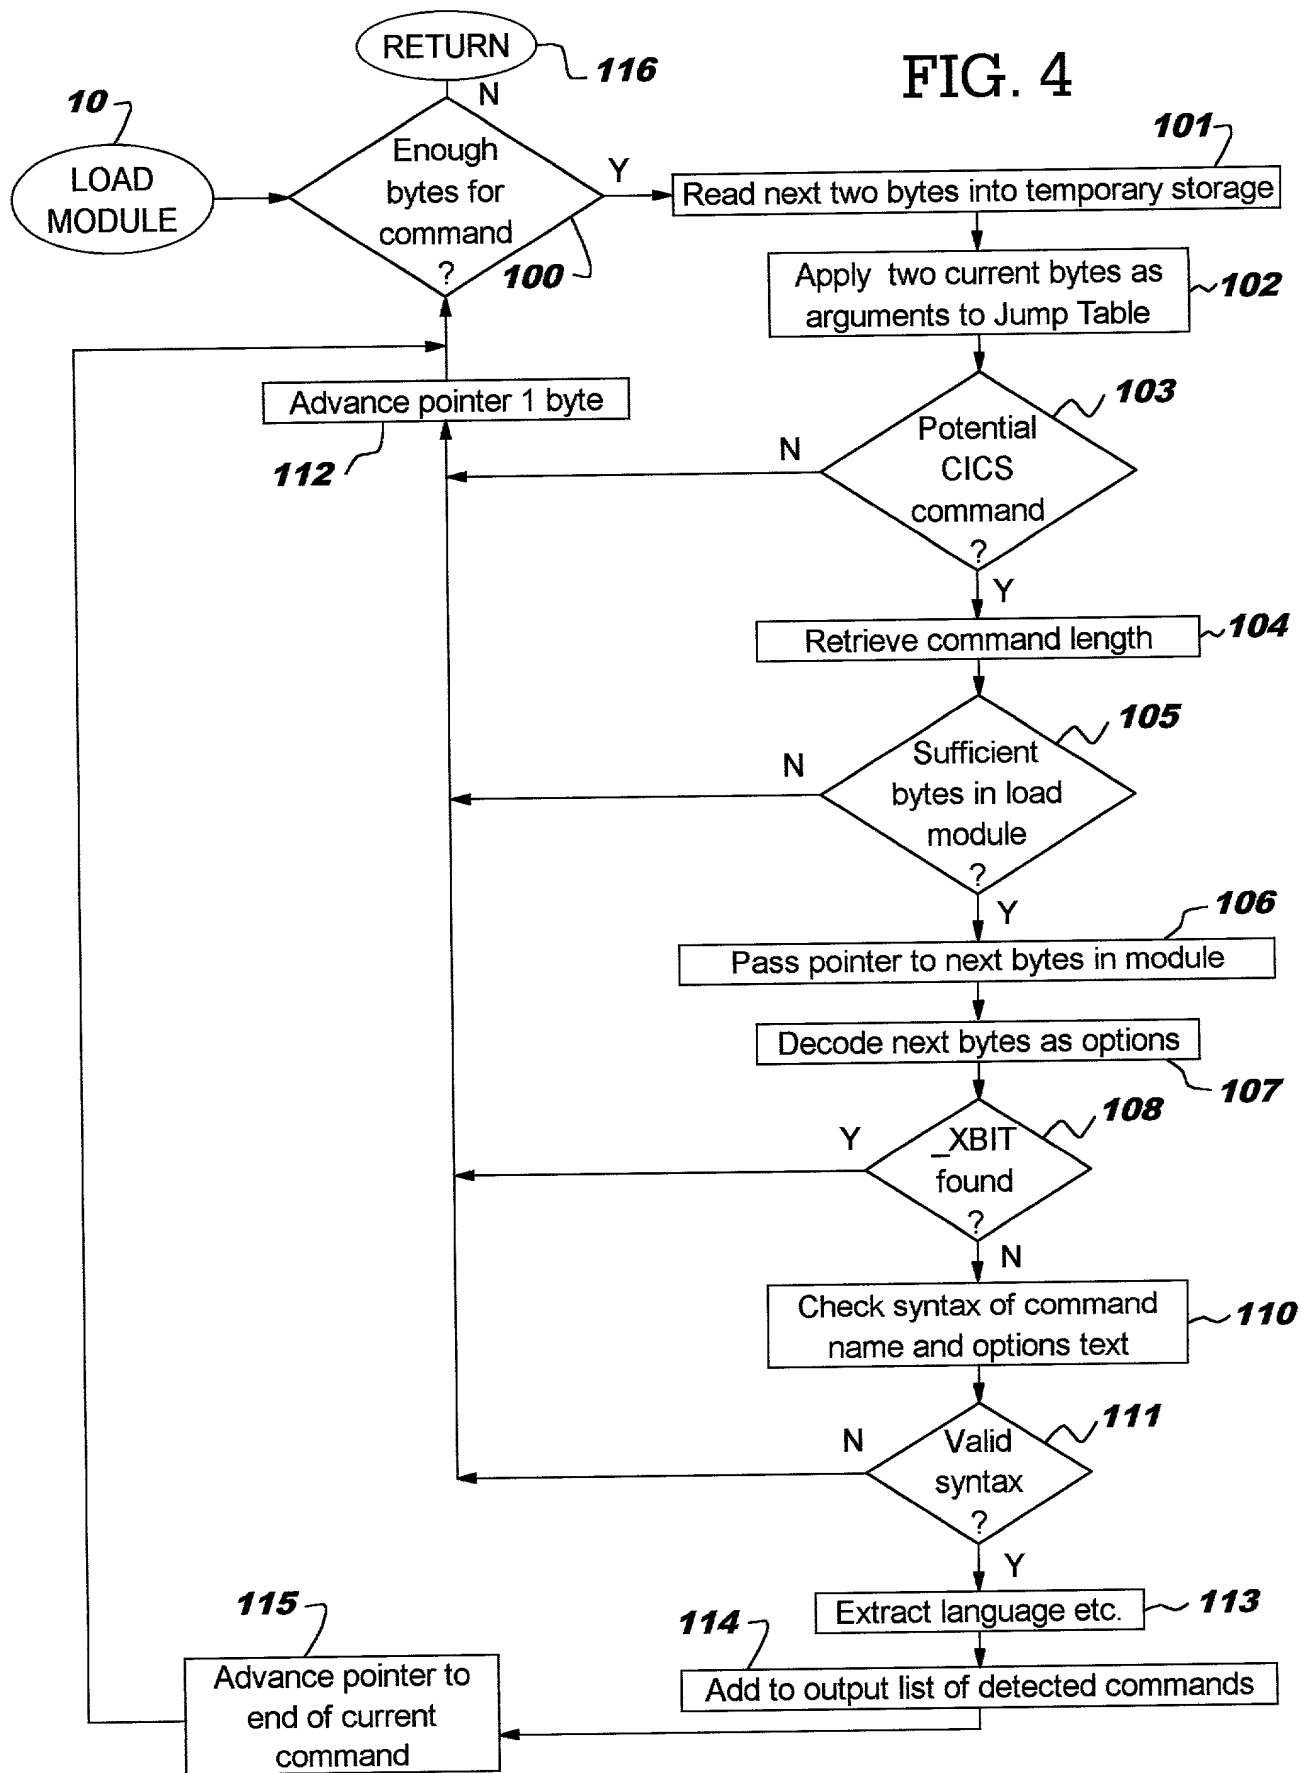 RETURN
116
FIG. 4
N
10
LOAD
MODULE
Enough
bytes for
command
?
100
Y
101
Read next two bytes into temporary storage
Apply two current bytes as
arguments to Jump Table
102
Advance pointer 1 byte
112
103
Potential
CICS
command
?
N
Y
Retrieve command length
104
105
Sufficient
bytes in load
module
?
N
Y
106
Pass pointer to next bytes in module
Decode next bytes as options
107
108
_XBIT
found
?
Y
N
Check syntax of command
name and options text
110
111
Valid
syntax
?
N
Y
Extract language etc.
113
114
Add to output list of detected commands
115
Advance pointer to
end of current
command